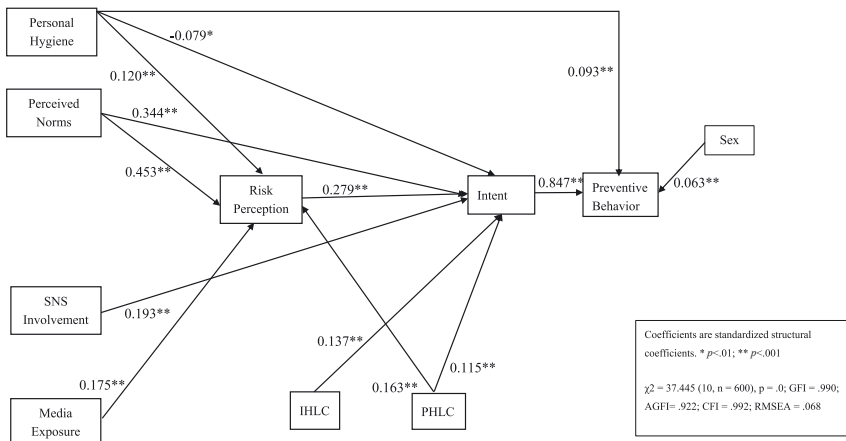 Personal
Hygiene
-0.079*
0.120**
0.093**
Perceived
Norms
0.344**
Sex
0.453**
Risk
Perception
0.279**
Intent
0.847**
Preventive
Behavior
0.063**
SNS
Involvement
0.193**
0.137**
0.115**
0.175**
0.163**
Media
Exposure
IHLC
PHLC
Coefficients are standardized structural
coefficients. * p<.01; ** p<.001
χ2 = 37.445 (10, n = 600), p = .0; GFI = .990;
AGFI= .922; CFI = .992; RMSEA = .068